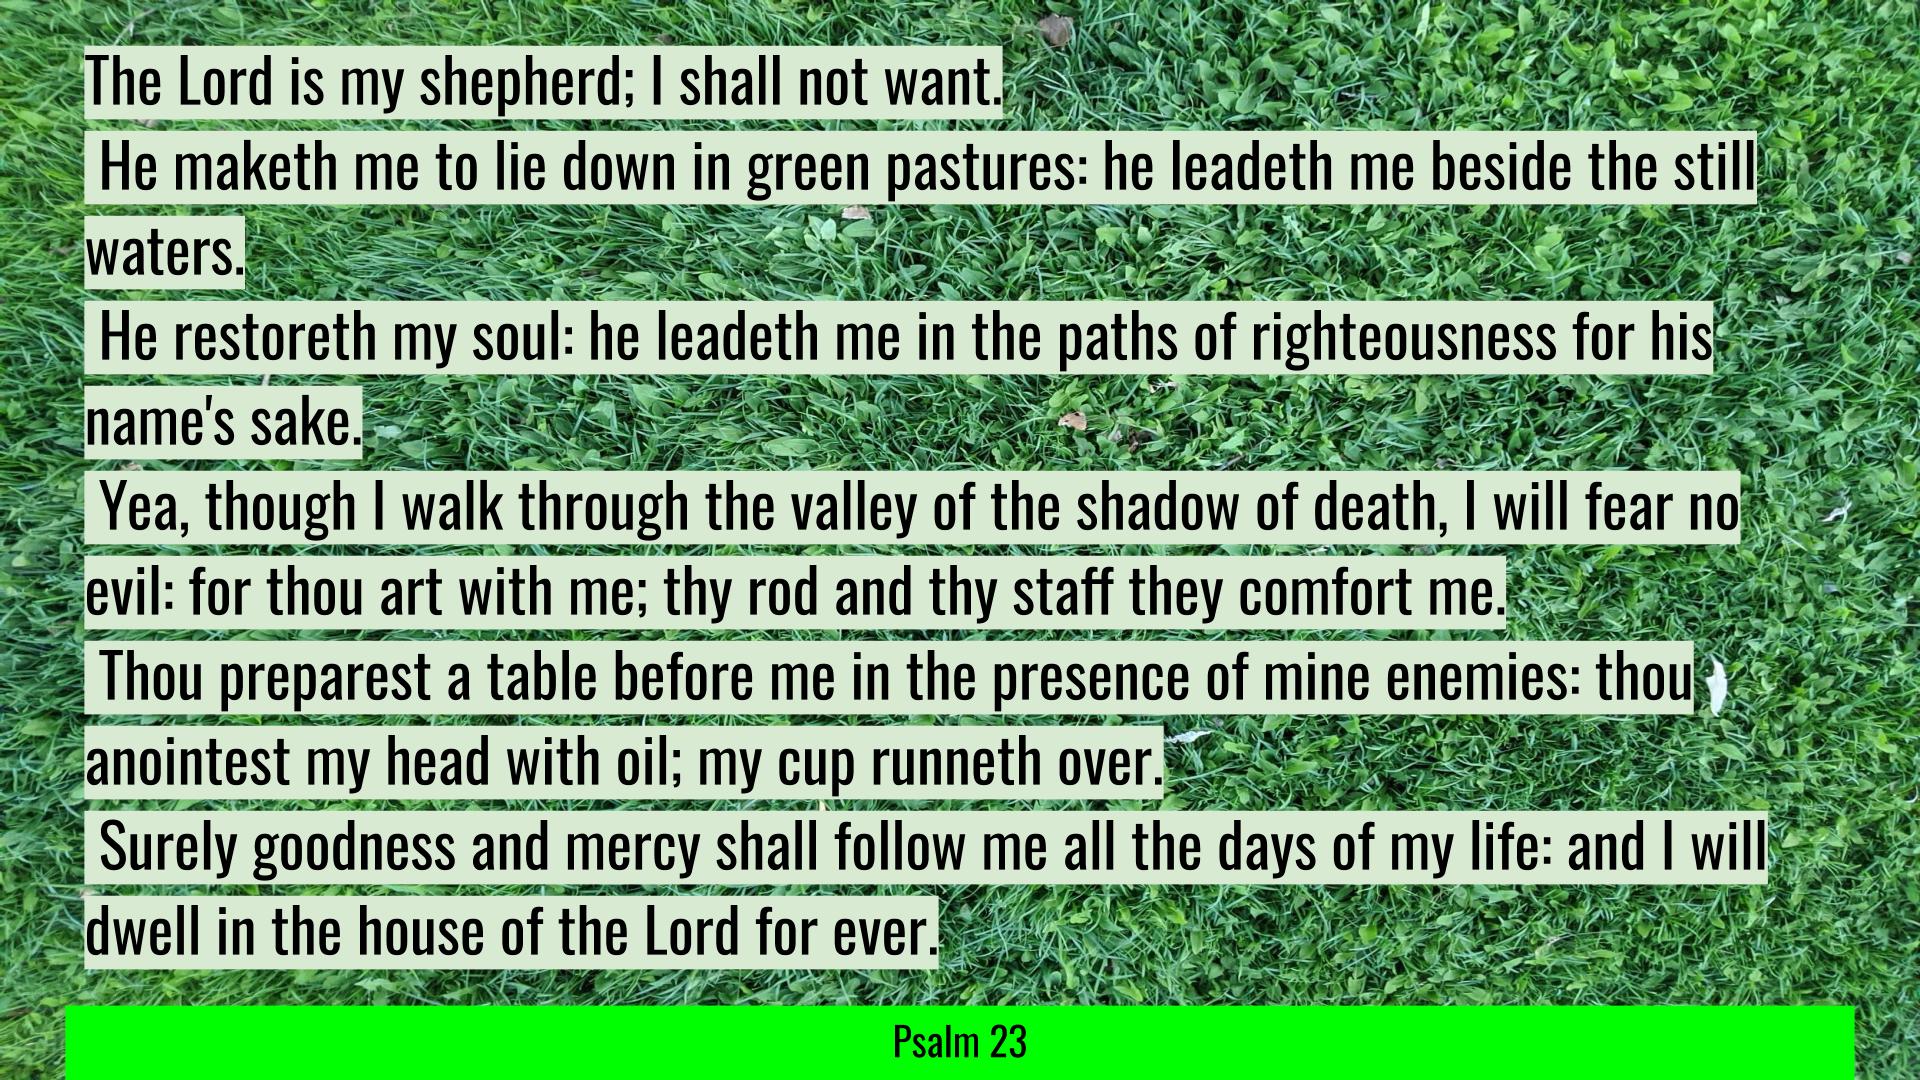 The Lord is my shepherd; I shall not want.
He maketh me to lie down in green pastures: he leadeth me beside the still
waters.
He restoreth my soul: he leadeth me in the paths of righteousness for his
name's sake.
Yea, though I walk through the valley of the shadow of death, I will fear no
evil: for thou art with me; thy rod and thy staff they comfort me.
Thou preparest a table before me in the presence of mine enemies: thou
anointest my head with oil; my cup runneth over.
Surely goodness and mercy shall follow me all the days of my life: and I will
dwell in the house of the Lord for ever.
Psalm 23